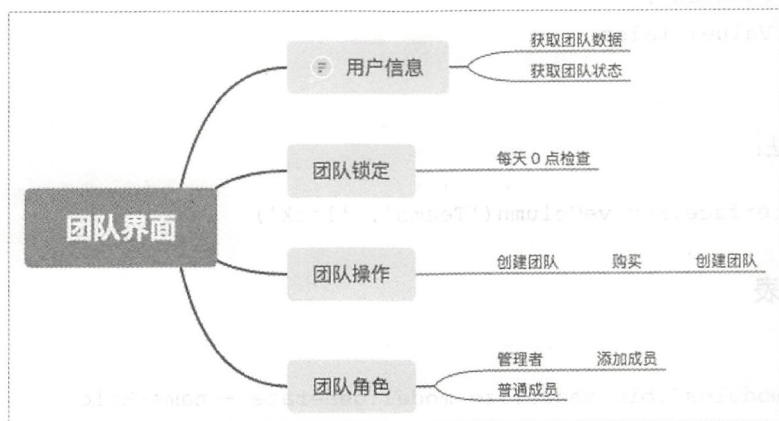 获取团队数据
用户信息
获取团队状态
团队锁定
每天 0 点检查
团队界面
团队操作
创建团队 购买 创建团队
管理者 添加成员
团队角色
普通成员